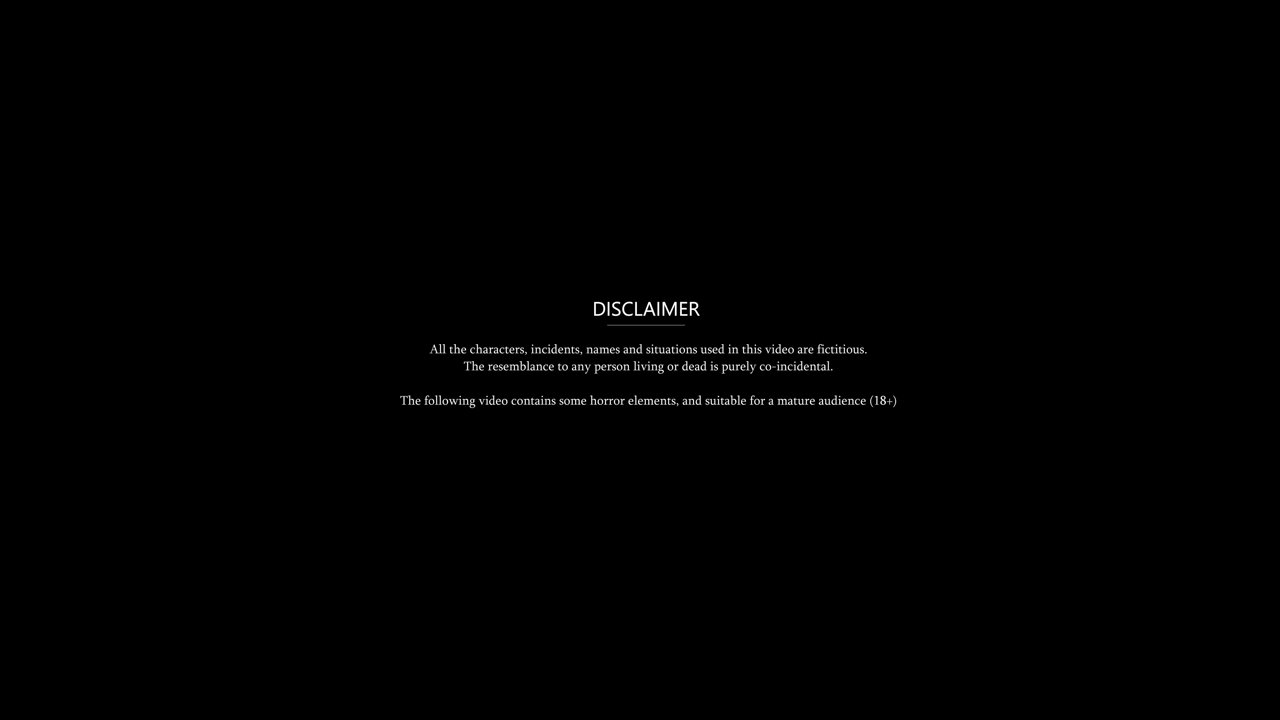 DISCLAIMER
All the characters, incidents, names and situations used in this video are fictitious.
The resemblance to any person living or dead is purely co-incidental.
The following video contains some horror elements, and suitable for a mature audience (18+)